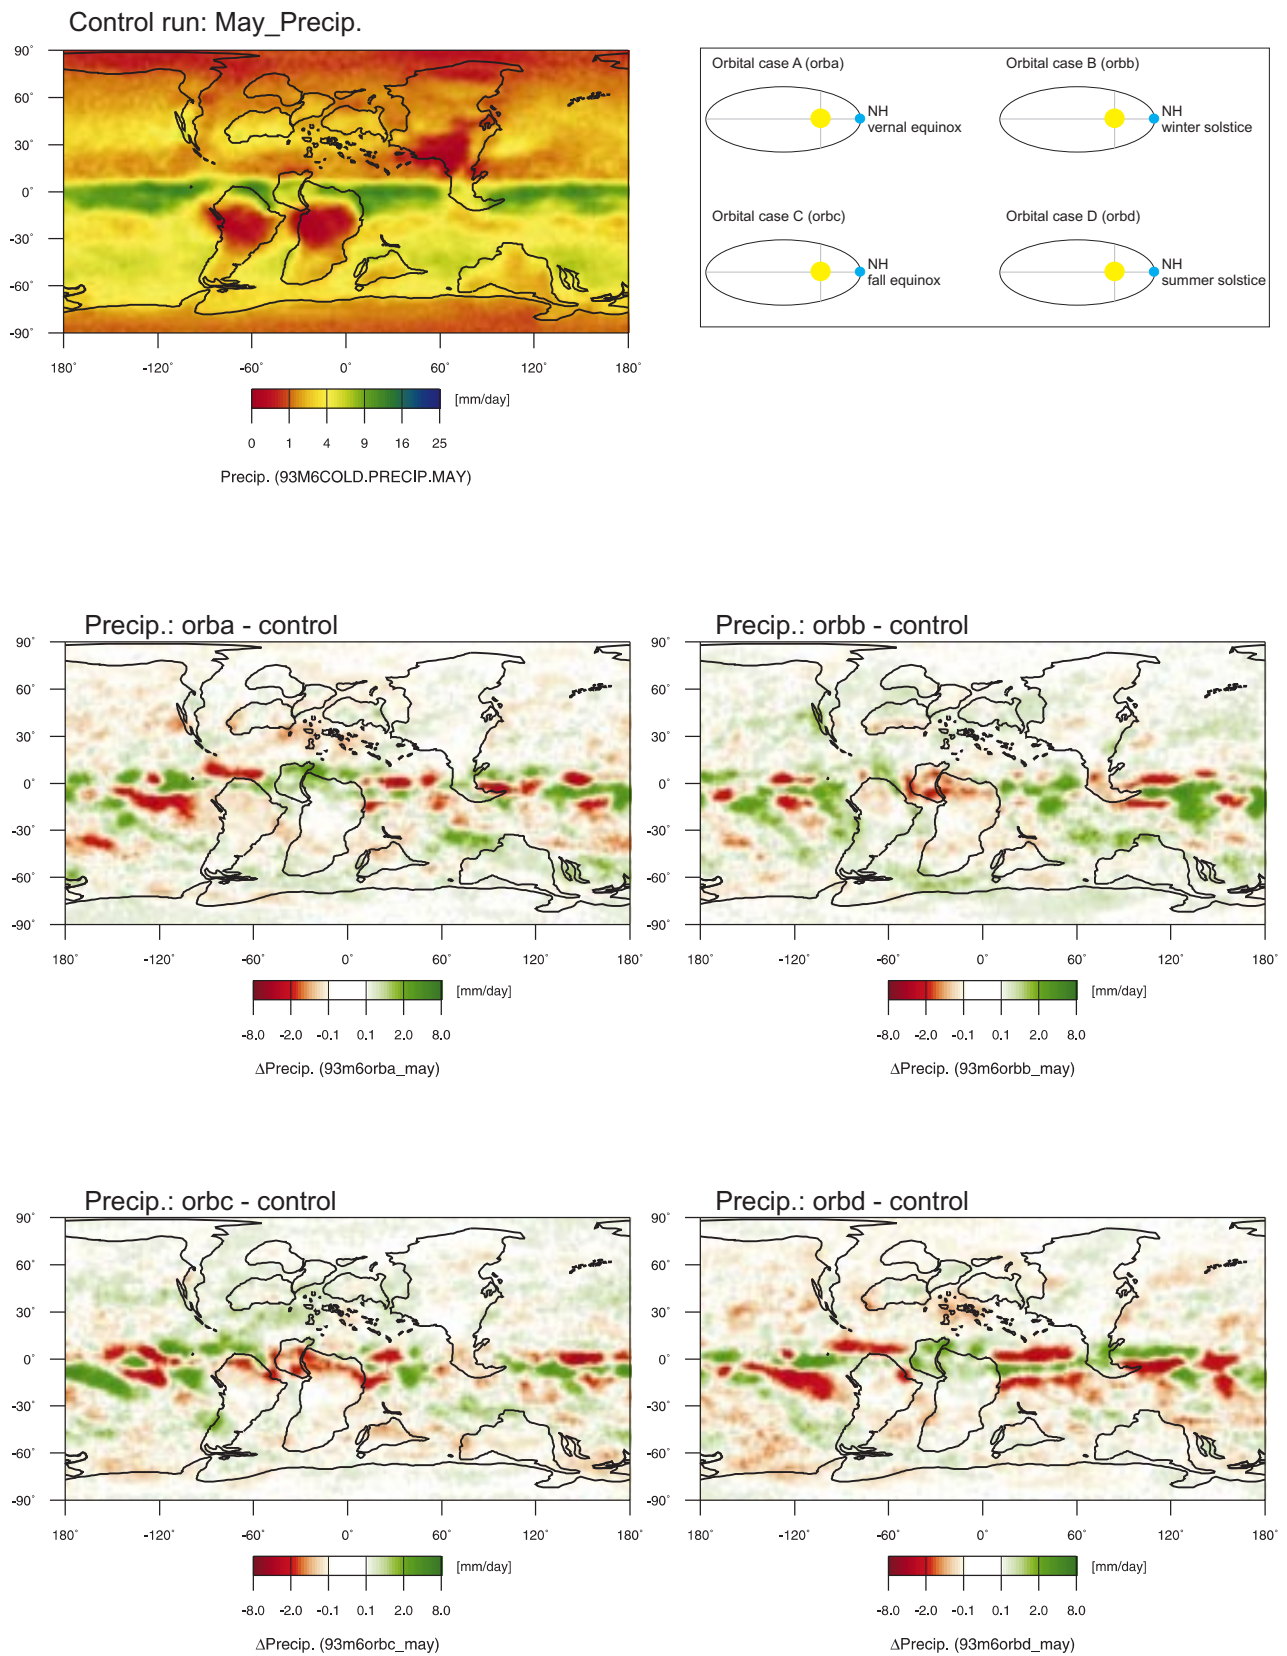 Control run: May_Precip.
90˚
60˚
30˚
0˚
-30˚
-60˚
-90˚
180˚ -120˚ -60˚ 0˚ 60˚ 120˚ 180˚
[mm/day]
0 1 4 9 16 25
Precip. (93M6COLD.PRECIP.MAY)
Orbital case A (orba)
NH
vernal equinox
Orbital case B (orbb)
NH
winter solstice
Orbital case C (orbc)
NH
fall equinox
Orbital case D (orbd)
NH
summer solstice
Precip.: orba - control
90˚
60˚
30˚
0˚
-30˚
-60˚
-90˚
180˚ -120˚ -60˚ 0˚ 60˚ 120˚ 180˚
[mm/day]
-8.0 -2.0 -0.1 0.1 2.0 8.0
ΔPrecip. (93m6orba_may)
Precip.: orbb - control
90˚
60˚
30˚
0˚
-30˚
-60˚
-90˚
180˚ -120˚ -60˚ 0˚ 60˚ 120˚ 180˚
[mm/day]
-8.0 -2.0 -0.1 0.1 2.0 8.0
ΔPrecip. (93m6orbb_may)
Precip.: orbc - control
90˚
60˚
30˚
0˚
-30˚
-60˚
-90˚
180˚ -120˚ -60˚ 0˚ 60˚ 120˚ 180˚
[mm/day]
-8.0 -2.0 -0.1 0.1 2.0 8.0
ΔPrecip. (93m6orbc_may)
Precip.: orbd - control
90˚
60˚
30˚
0˚
-30˚
-60˚
-90˚
180˚ -120˚ -60˚ 0˚ 60˚ 120˚ 180˚
[mm/day]
-8.0 -2.0 -0.1 0.1 2.0 8.0
ΔPrecip. (93m6orbd_may)